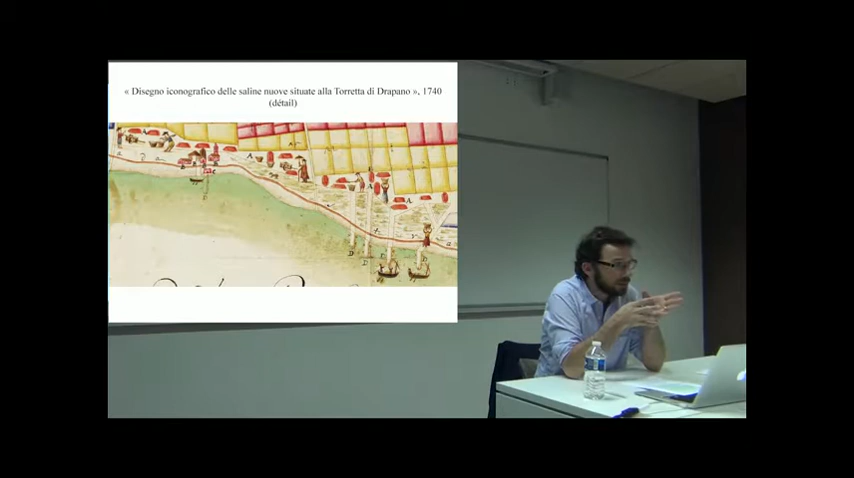 « Disegno iconografico delle saline nuove situate alla Torretta di Drapano », 1740
(détail)